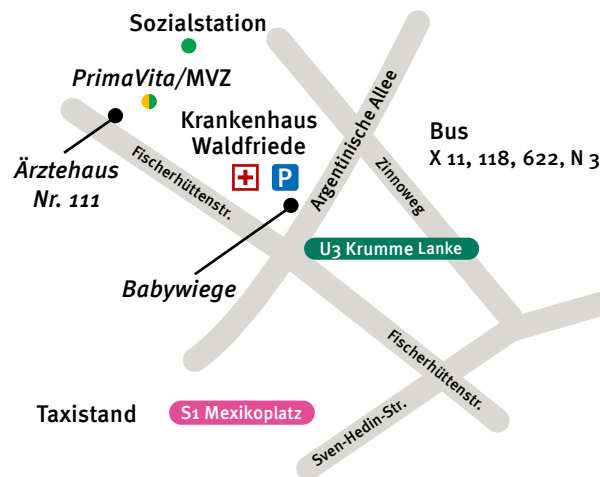 Sozialstation
PrimaVita/MVZ
Krankenhaus
Waldfriede
Ärztehaus
Nr. 111
Fischerhüttenstr.
P
Argentinische Allee
Zinnoweg
Bus
X 11, 118, 622, N 3
U3 Krumme Lanke
Babywiege
Fischerhüttenstr.
Taxistand
S1 Mexikoplatz
Sven-Hedin-Str.